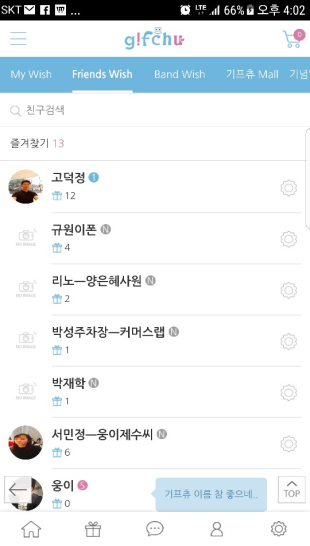 SKT ... LTE 66% 오후 4:02
gifchu
0
My Wish Friends Wish Band Wish 기프츄 Mall
친구검색
즐겨찾기 13
고덕정 1
12
규원이폰 N
4
리노—양은혜사원 N
2
박성주차장—커머스랩 N
1
박재학 N
1
서민정—웅이제수씨 N
6
웅이 S
0
기프츄 이름 참 좋으네..
TOP